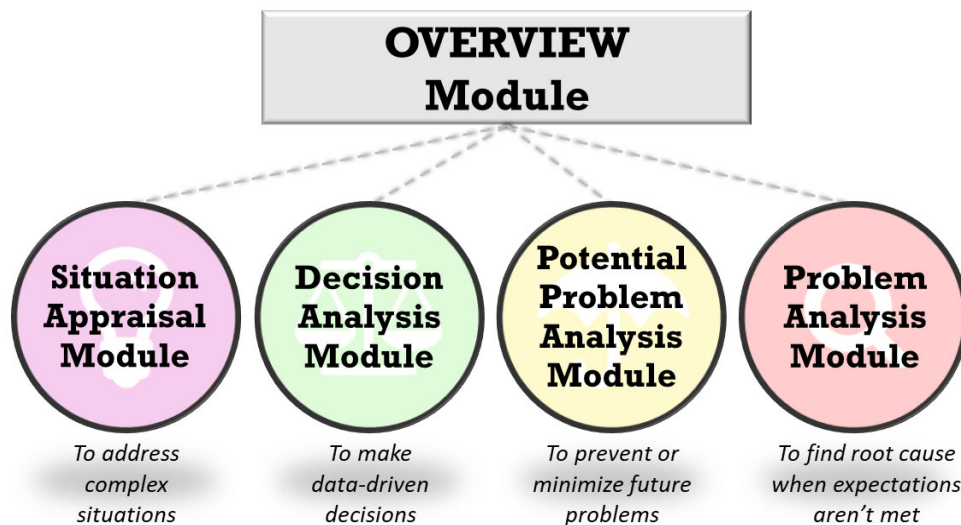 OVERVIEW
Module
Situation
Appraisal
Module
Decision
Analysis
Module
Potential
Problem
Analysis
Module
Problem
Analysis
Module
To address
complex
situations
To make
data-driven
decisions
To prevent or
minimize future
problems
To find root cause
when expectations
aren't met